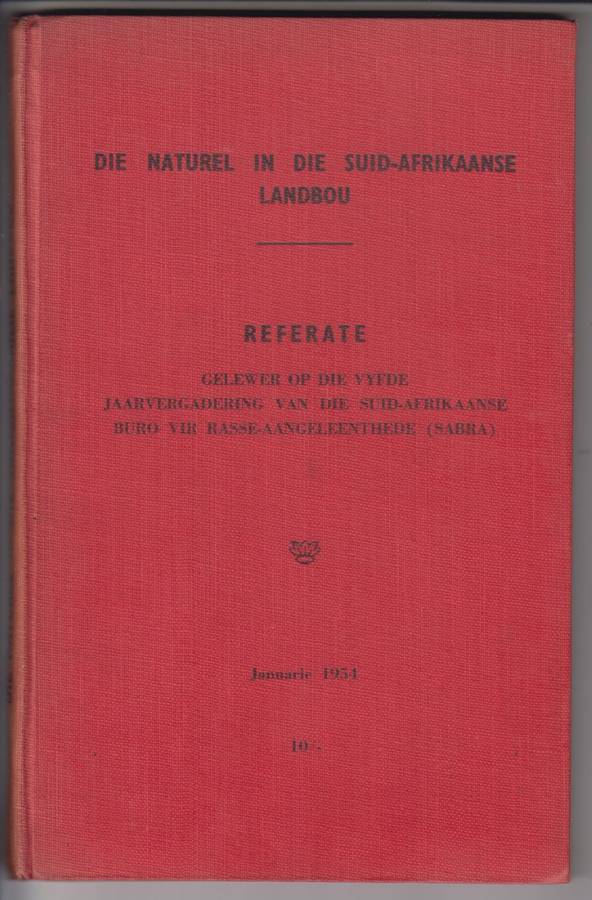 DIE NATUREL IN DIE SUID-AFRIKAANSE
LANDBOU
REFERATE
GELEWER OP DIE VYFDE
JAARVERGADERING VAN DIE SUID-AFRIKAANSE
BURO VIR RASSE-AANGELEENTHEDE (SABRA)
Januarie 1954
10/-